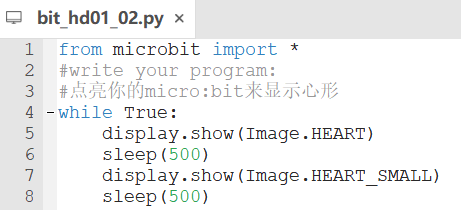 bit_hd01_02.py ×
1 from microbit import *
2 #write your program:
3 #点亮你的micro:bit来显示心形
4 while True:
5     display.show(Image.HEART)
6     sleep(500)
7     display.show(Image.HEART_SMALL)
8     sleep(500)